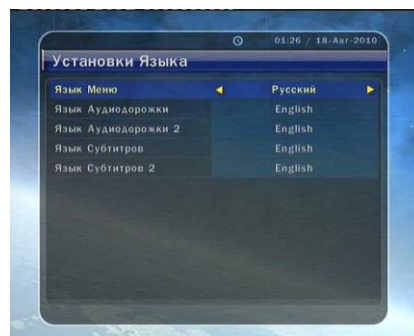 01:26 / 18-Авг-2010
Установки Языка
Язык Меню Русский
Язык Аудиодорожки English
Язык Аудиодорожки 2 English
Язык Субтитров English
Язык Субтитров 2 English